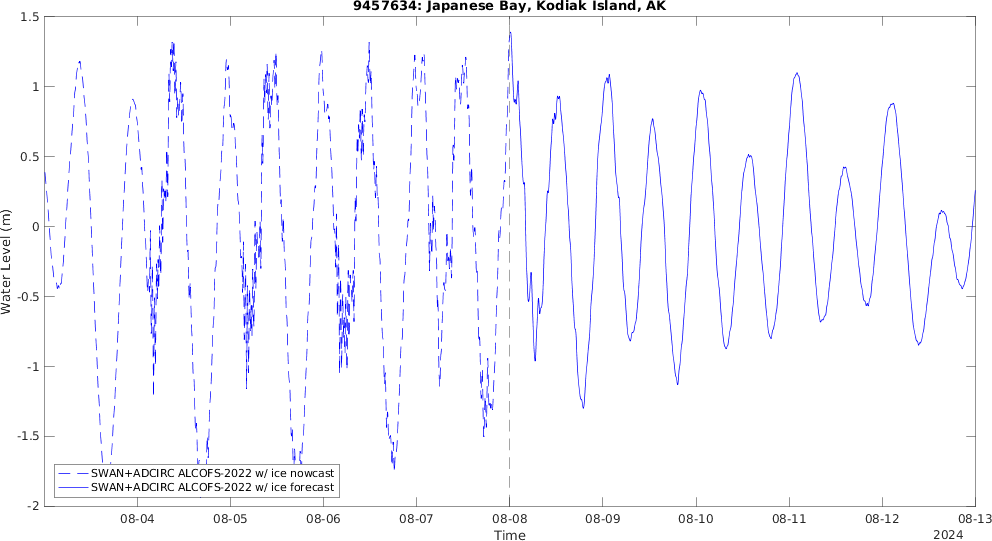 9457634: Japanese Bay, Kodiak Island, AK
1.5
1
0.5
0
-0.5
-1
-1.5
-2
Water Level (m)
SWAN+ADCIRC ALCOFS-2022 w/ ice nowcast
SWAN+ADCIRC ALCOFS-2022 w/ ice forecast
08-04 08-05 08-06 08-07 08-08 08-09 08-10 08-11 08-12 08-13
Time
2024